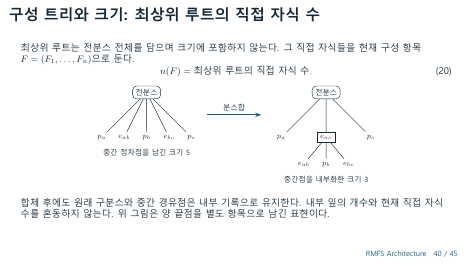 구성 트리와 크기: 최상위 루트의 직접 자식 수
최상위 루트는 전분스 전체를 담으며 크기에 포함하지 않는다. 그 직접 자식들을 현재 구성 항목
F = (F₁, . . . , Fₙ)으로 둔다.
n(F) = 최상위 루트의 직접 자식 수. (20)
전분스 전분스
분스합
pₐ eₐb pb ebc pc
pₐ eₐc pc
중간 정차점을 남긴 크기 5
eₐb pb ebc
중간점을 내부화한 크기 3
합체 후에도 원래 구분스와 중간 경유점은 내부 기록으로 유지한다. 내부 잎의 개수와 현재 직접 자식
수를 혼동하지 않는다. 위 그림은 양 끝점을 별도 항목으로 남긴 표현이다.
RMFS Architecture 40 / 45